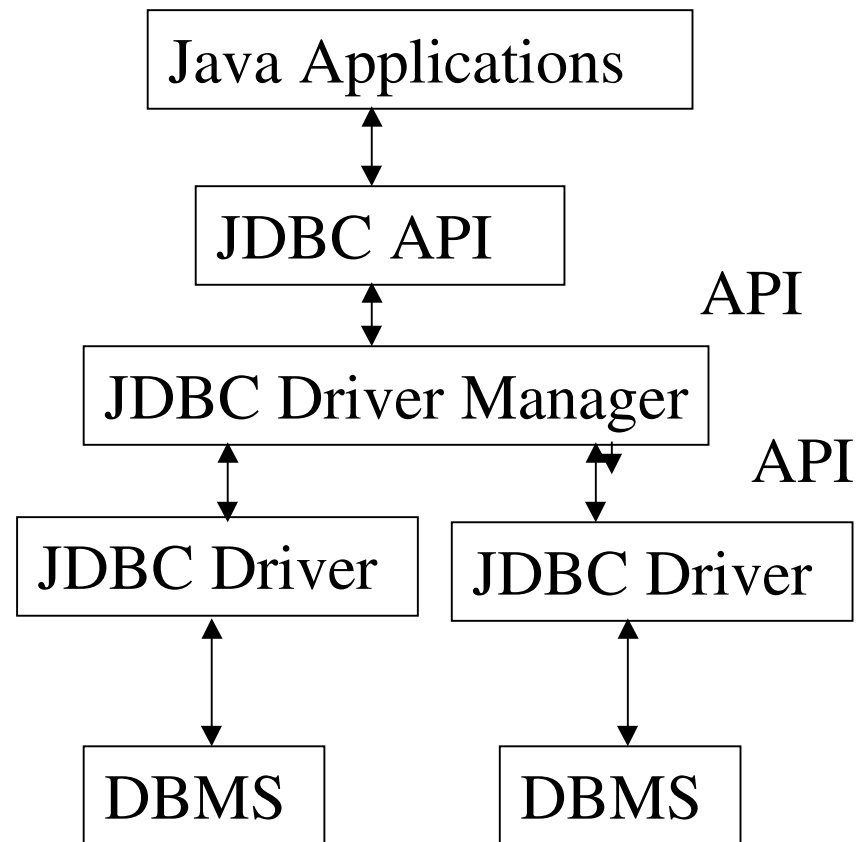 Java Applications
JDBC API
API
JDBC Driver Manager
API
JDBC Driver
JDBC Driver
DBMS
DBMS